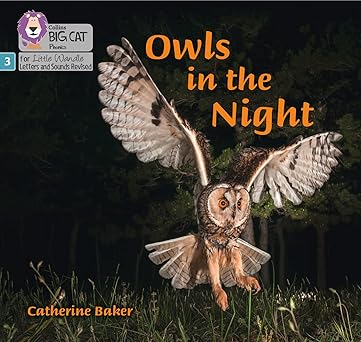 Collins
BIG CAT
Phonics
3
for Little Wandle
Letters and Sounds Revised
Owls
in the
Night
Catherine Baker